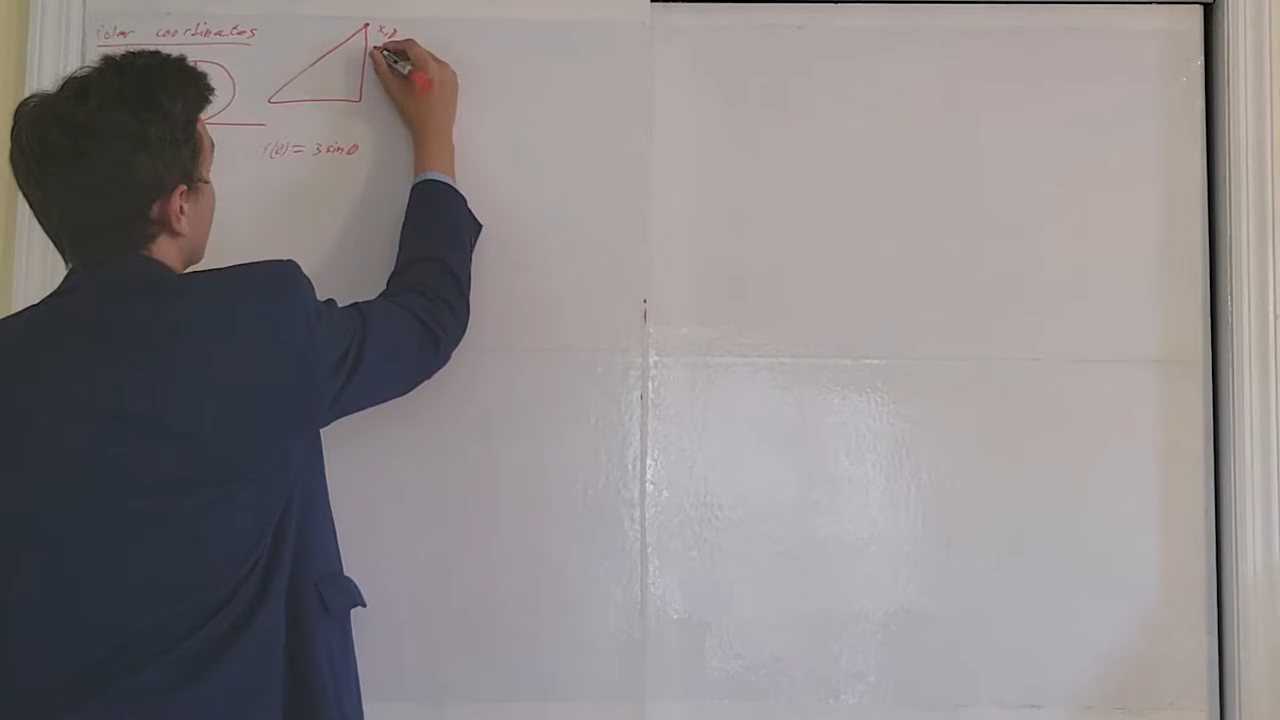 Polar coordinates
r(θ) = 3 sin θ